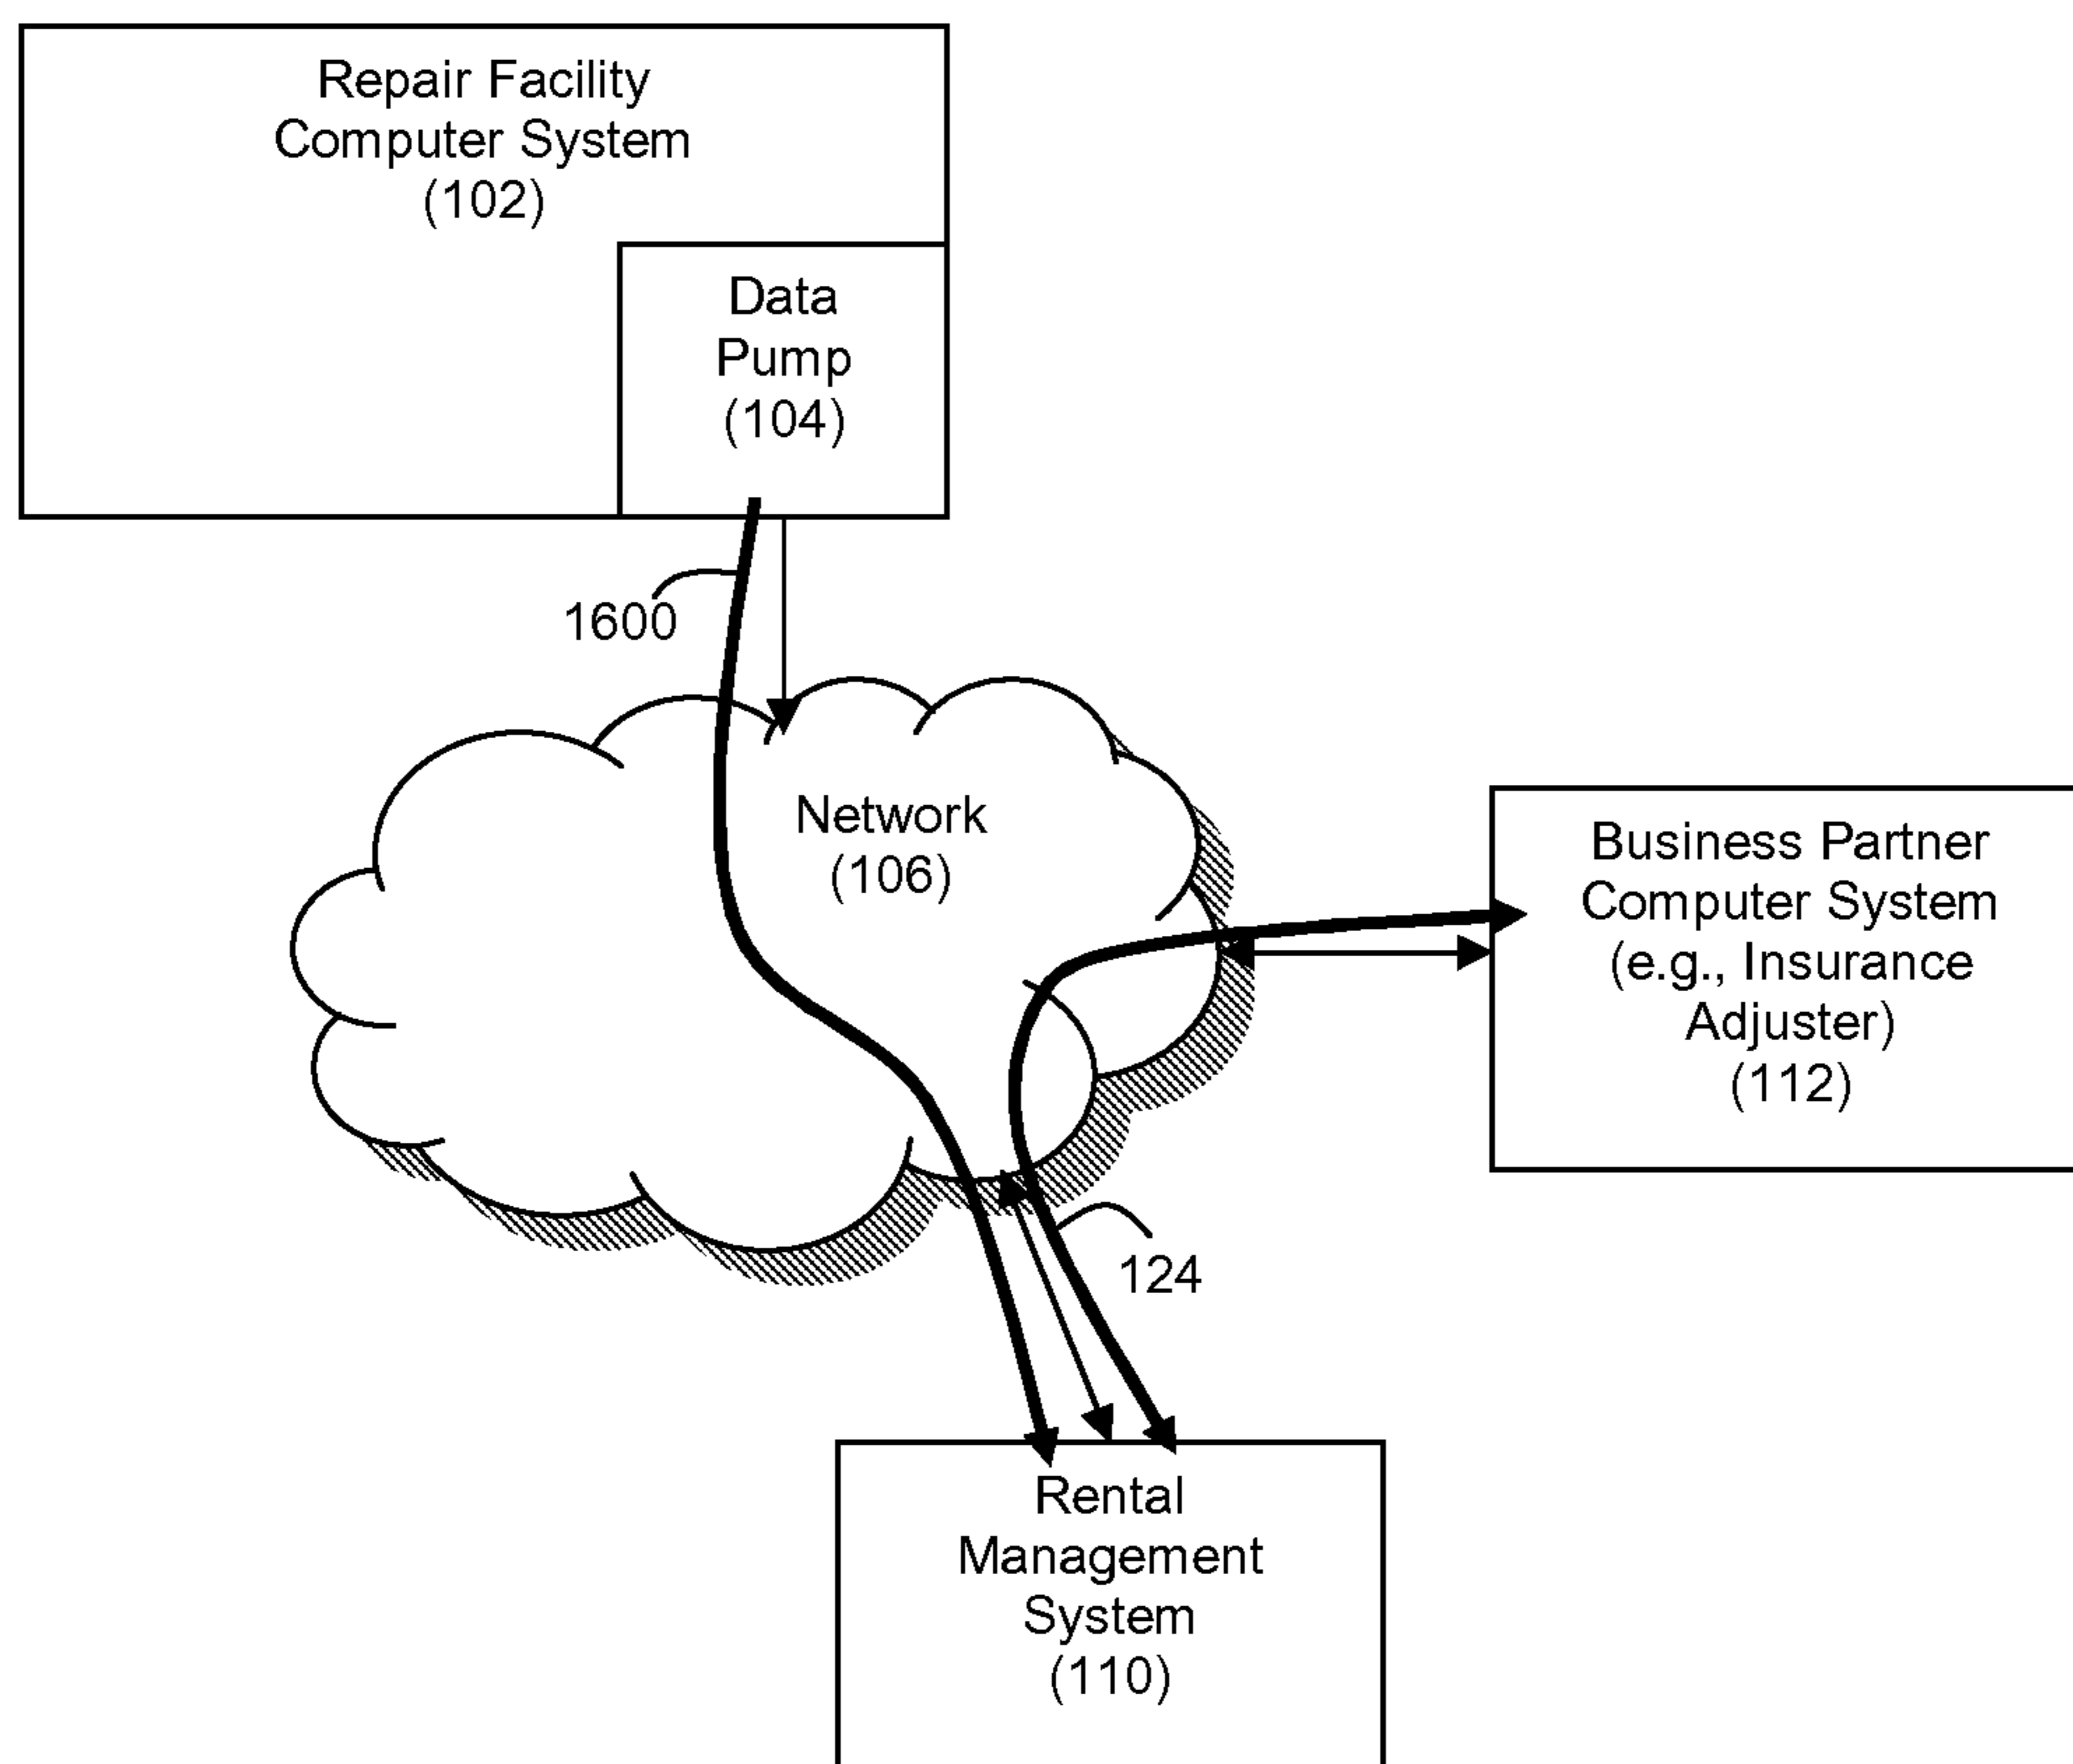 Repair Facility
Computer System
(102)
Data
Pump
(104)
1600
Network
(106)
Business Partner
Computer System
(e.g., Insurance
Adjuster)
(112)
124
Rental
Management
System
(110)